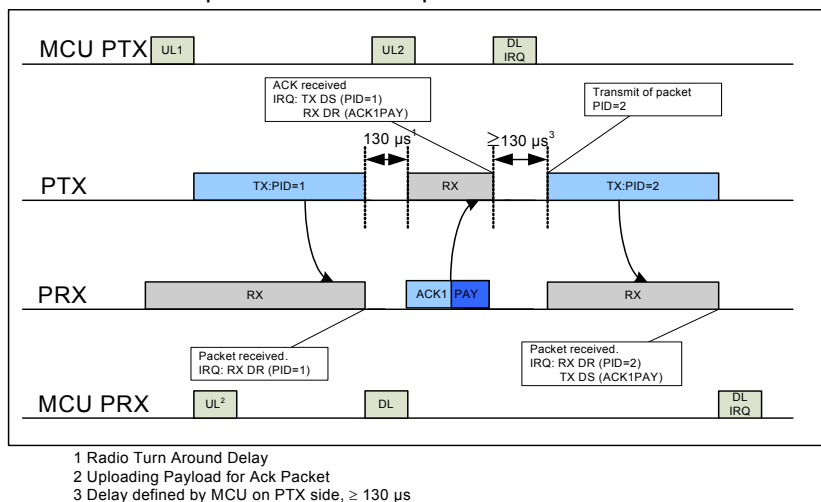 MCU PTX
UL1
UL2
DL
IRQ
ACK received
IRQ: TX DS (PID=1)
RX DR (ACK1PAY)
Transmit of packet
PID=2
130 µs1
≥130 µs3
PTX
TX:PID=1
RX
TX:PID=2
PRX
RX
ACK1
PAY
RX
Packet received.
IRQ: RX DR (PID=1)
Packet received.
IRQ: RX DR (PID=2)
TX DS (ACK1PAY)
MCU PRX
UL2
DL
DL
IRQ
1 Radio Turn Around Delay
2 Uploading Payload for Ack Packet
3 Delay defined by MCU on PTX side, ≥ 130 µs